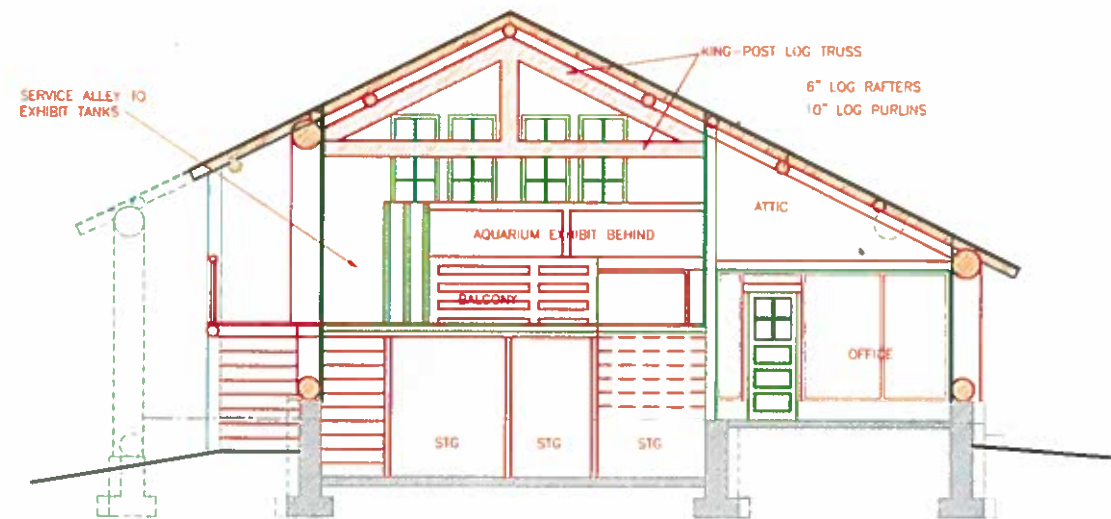 KING-POST LOG TRUSS
6" LOG RAFTERS
10" LOG PURLINS
SERVICE ALLEY TO
EXHIBIT TANKS
ATTIC
AQUARIUM EXHIBIT BEHIND
BALCONY
OFFICE
STG
STG
STG